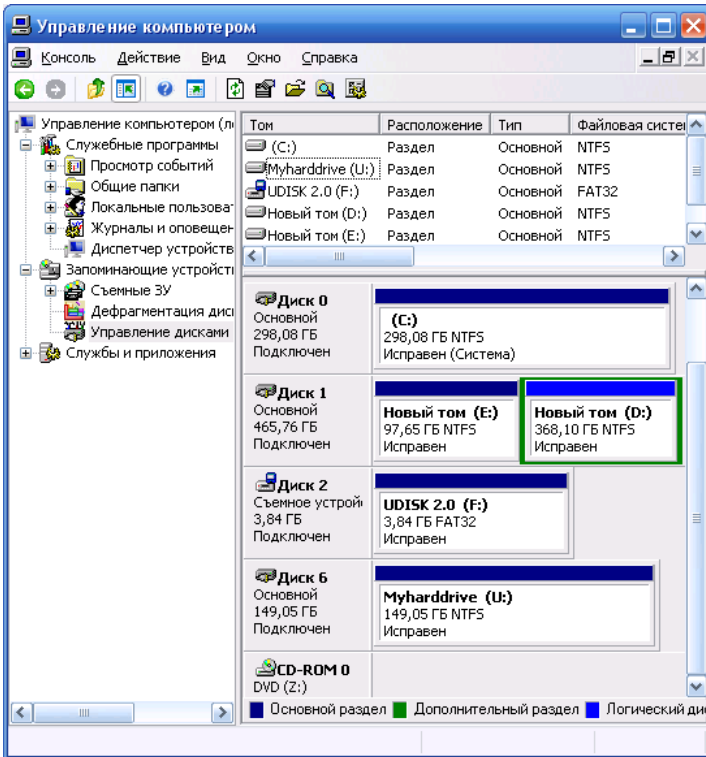 Управление компьютером
Консоль Действие Вид Окно Справка
Управление компьютером (л
Служебные программы
Просмотр событий
Общие папки
Локальные пользова
Журналы и оповещен
Диспетчер устройств
Запоминающие устройст
Съемные ЗУ
Дефрагментация дис
Управление дисками
Службы и приложения
Том Расположение Тип Файловая систем
(C:) Раздел Основной NTFS
Myharddrive (U:) Раздел Основной NTFS
UDISK 2.0 (F:) Раздел Основной FAT32
Новый том (D:) Раздел Основной NTFS
Новый том (E:) Раздел Основной NTFS
Диск 0
Основной
298,08 ГБ
Подключен
(C:)
298,08 ГБ NTFS
Исправен (Система)
Диск 1
Основной
465,76 ГБ
Подключен
Новый том (E:)
97,65 ГБ NTFS
Исправен
Новый том (D:)
368,10 ГБ NTFS
Исправен
Диск 2
Съемное устрой
3,84 ГБ
Подключен
UDISK 2.0 (F:)
3,84 ГБ FAT32
Исправен
Диск 6
Основной
149,05 ГБ
Подключен
Myharddrive (U:)
149,05 ГБ NTFS
Исправен
CD-ROM 0
DVD (Z:)
Основной раздел Дополнительный раздел Логический ди